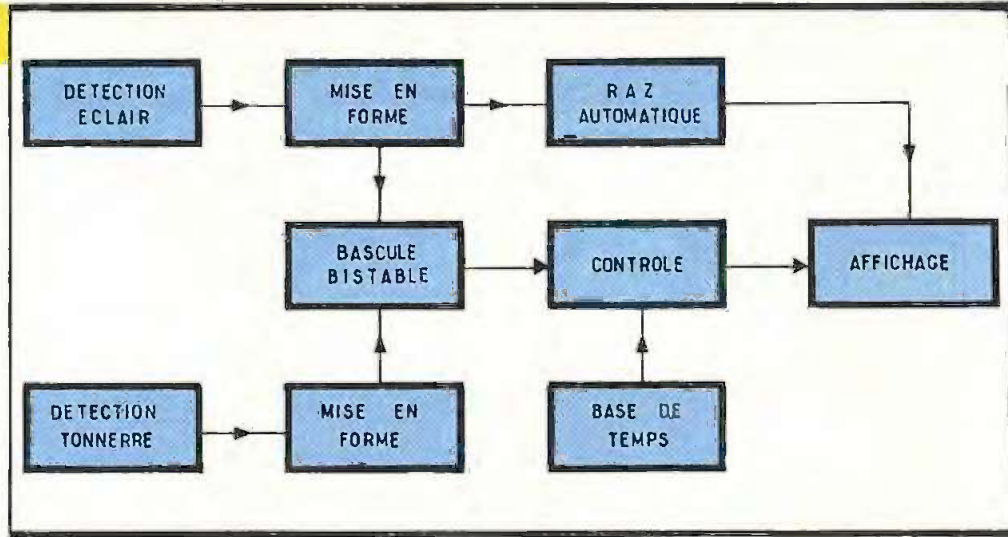 DETECTION
ECLAIR
MISE EN
FORME
R A Z
AUTOMATIQUE
BASCULE
BISTABLE
CONTROLE
AFFICHAGE
DETECTION
TONNERRE
MISE EN
FORME
BASE DE
TEMPS